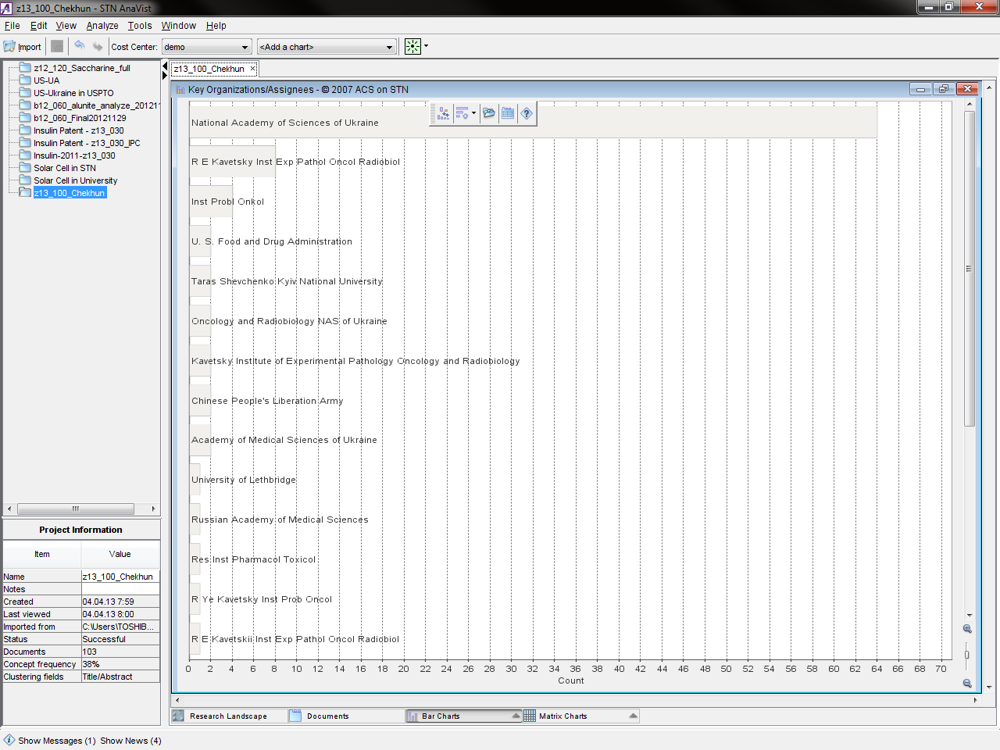 z13_100_Chekhun - STN AnaVist
File Edit View Analyze Tools Window Help
Import Cost Center: demo <Add a chart>
z12_120_Saccharine_full
US-UA
US-Ukraine in USPTO
b12_060_alunite_analyze_20121
b12_060_Final20121129
Insulin Patent - z13_030
Insulin Patent - z13_030_IPC
Insulin-2011-z13_030
Solar Cell in STN
Solar Cell in University
z13_100_Chekhun
Project Information
Item Value
Name z13_100_Chekhun
Notes
Created 04.04.13 7:59
Last viewed 04.04.13 8:00
Imported from C:\Users\TOSHIB...
Status Successful
Documents 103
Concept frequency 38%
Clustering fields Title/Abstract
z13_100_Chekhun
Key Organizations/Assignees - © 2007 ACS on STN
National Academy of Sciences of Ukraine
R E Kavetsky Inst Exp Pathol Oncol Radiobiol
Inst Probl Onkol
U. S. Food and Drug Administration
Taras Shevchenko Kyiv National University
Oncology and Radiobiology NAS of Ukraine
Kavetsky Institute of Experimental Pathology Oncology and Radiobiology
Chinese People's Liberation Army
Academy of Medical Sciences of Ukraine
University of Lethbridge
Russian Academy of Medical Sciences
Res Inst Pharmacol Toxicol
R Ye Kavetsky Inst Prob Oncol
R E Kavetskii Inst Exp Pathol Oncol Radiobiol
0 2 4 6 8 10 12 14 16 18 20 22 24 26 28 30 32 34 36 38 40 42 44 46 48 50 52 54 56 58 60 62 64 66 68 70
Count
Research Landscape Documents Bar Charts Matrix Charts
Show Messages (1) Show News (4)